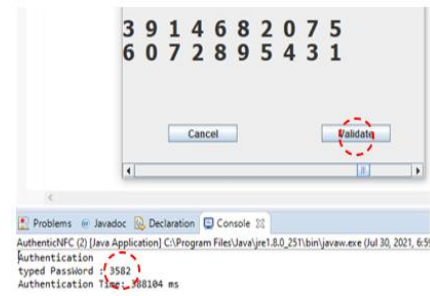 3 9 1 4 6 8 2 0 7 5
6 0 7 2 8 9 5 4 3 1
Cancel Validate
Problems @ Javadoc Declaration Console
AuthenticNFC (2) [Java Application] C:\Program Files\Java\jre1.8.0_251\bin\javaw.exe (Jul 30, 2021, 6:5
Authentication
typed PassWord : 3582
Authentication Time: 388104 ms